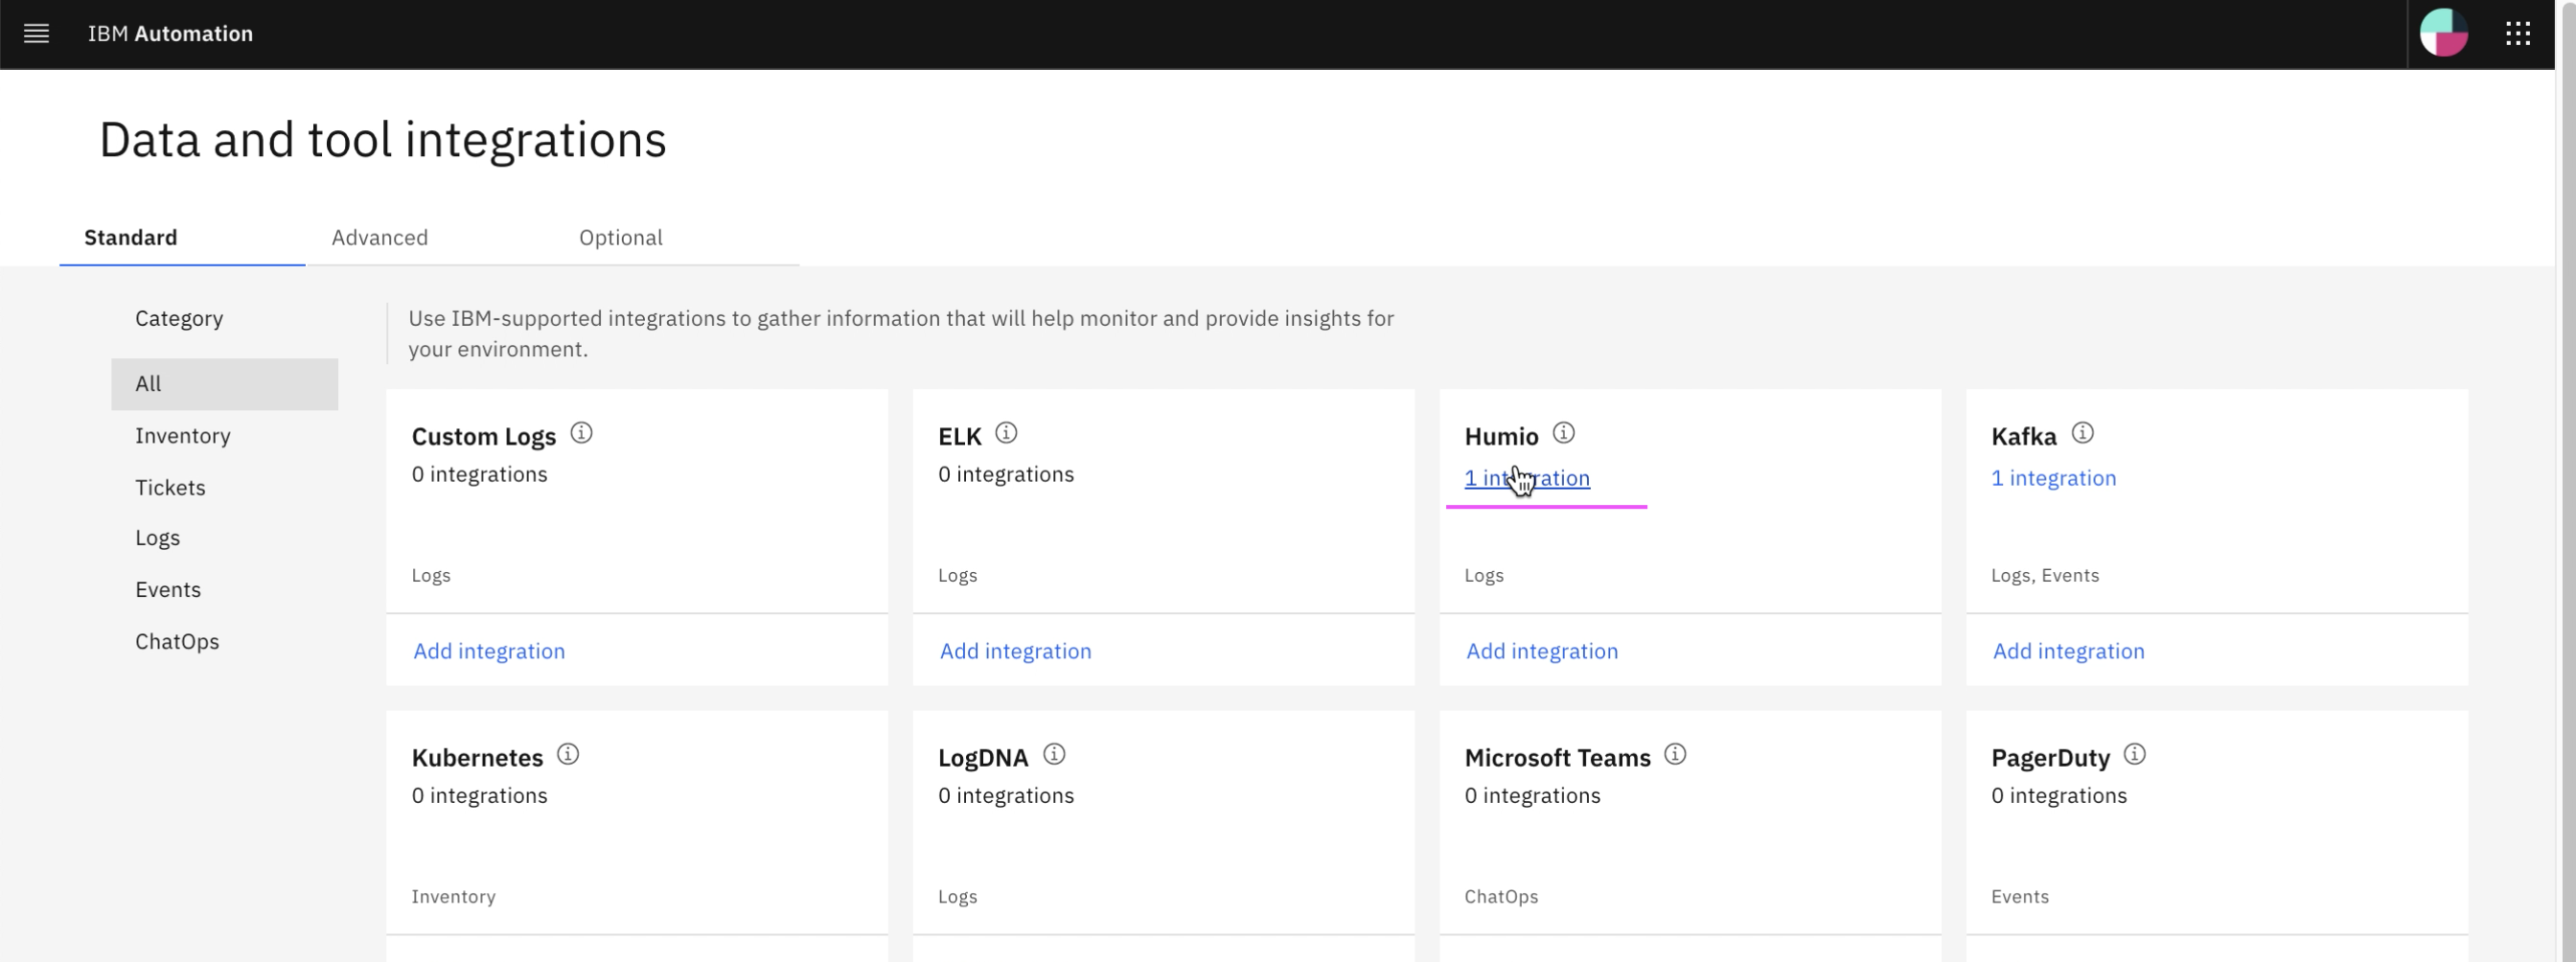 IBM Automation
Data and tool integrations
Standard
Advanced
Optional
Category
All
Inventory
Tickets
Logs
Events
ChatOps
Use IBM-supported integrations to gather information that will help monitor and provide insights for
your environment.
Custom Logs
0 integrations
Logs
Add integration
ELK
0 integrations
Logs
Add integration
Humio
1 integration
Logs
Add integration
Kafka
1 integration
Logs, Events
Add integration
Kubernetes
0 integrations
Inventory
LogDNA
0 integrations
Logs
Microsoft Teams
0 integrations
ChatOps
PagerDuty
0 integrations
Events